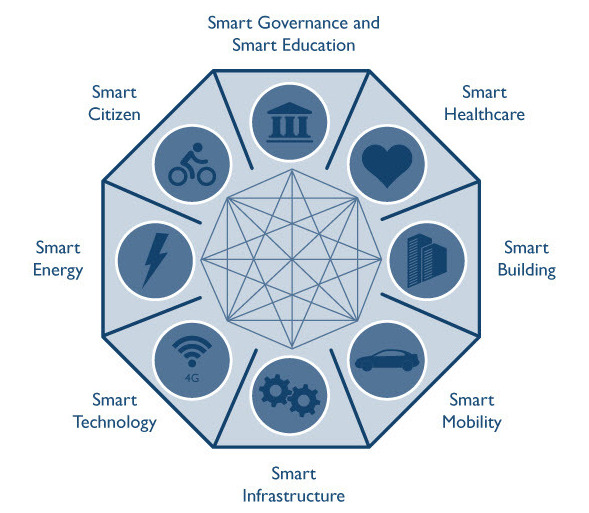 Smart Governance and
Smart Education
Smart
Citizen
Smart
Healthcare
Smart
Energy
Smart
Building
4G
Smart
Technology
Smart
Mobility
Smart
Infrastructure